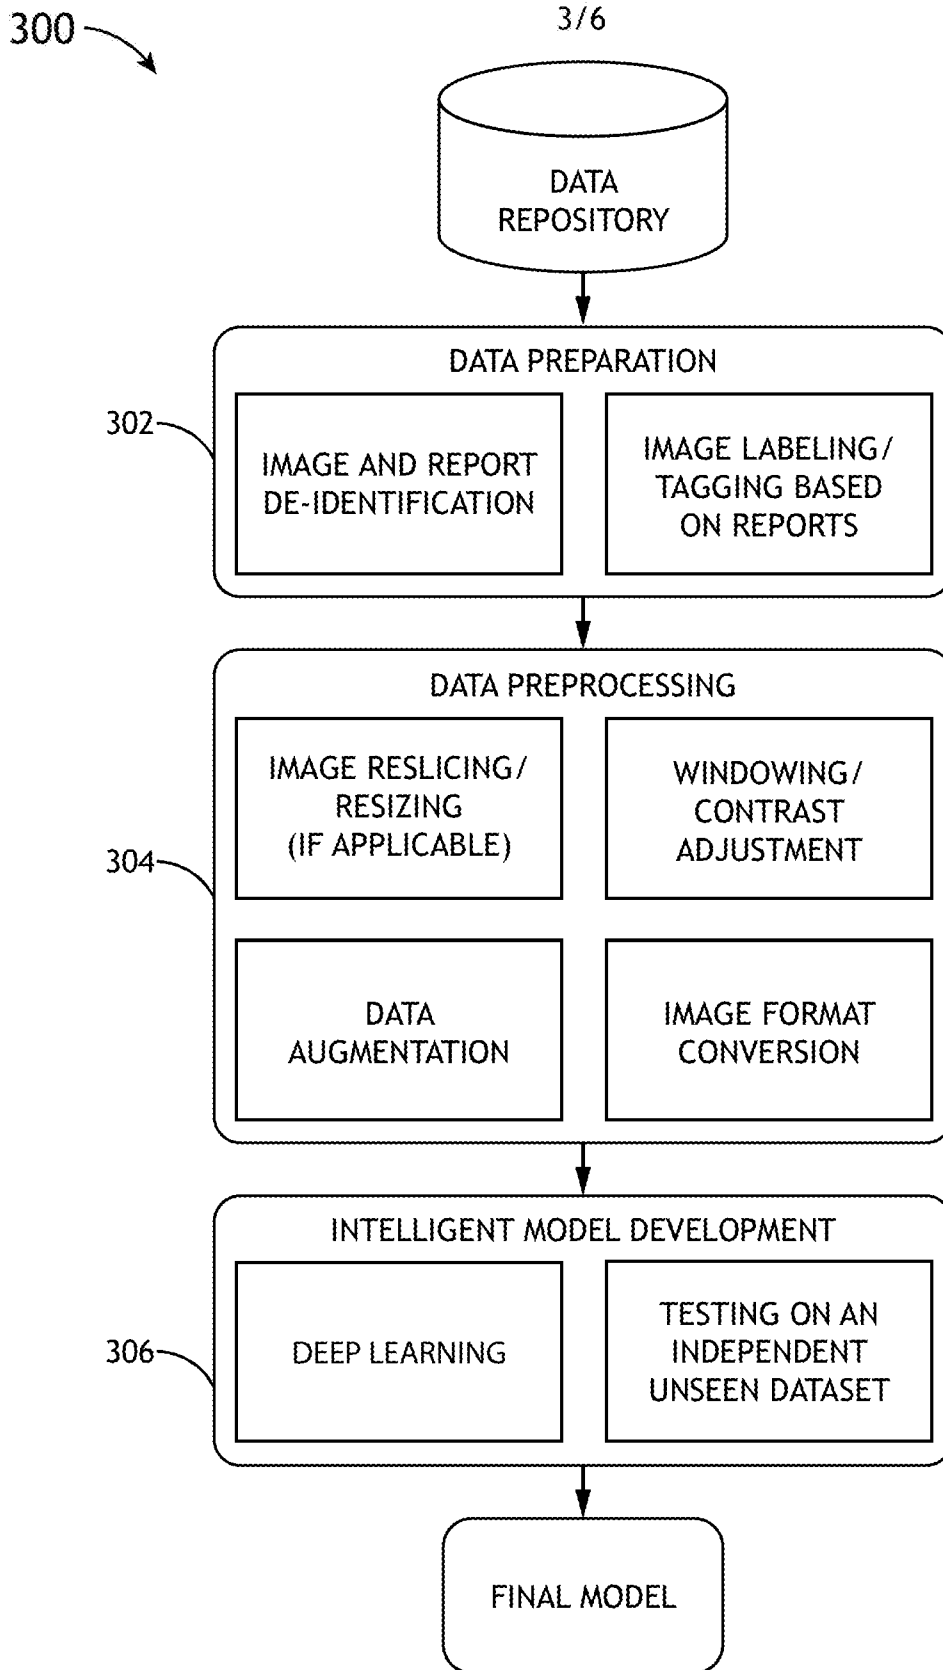 300
3/6
DATA
REPOSITORY
DATA PREPARATION
302
IMAGE AND REPORT
DE-IDENTIFICATION
IMAGE LABELING/
TAGGING BASED
ON REPORTS
DATA PREPROCESSING
IMAGE RESLICING/
RESIZING
(IF APPLICABLE)
WINDOWING/
CONTRAST
ADJUSTMENT
304
DATA
AUGMENTATION
IMAGE FORMAT
CONVERSION
INTELLIGENT MODEL DEVELOPMENT
306
DEEP LEARNING
TESTING ON AN
INDEPENDENT
UNSEEN DATASET
FINAL MODEL